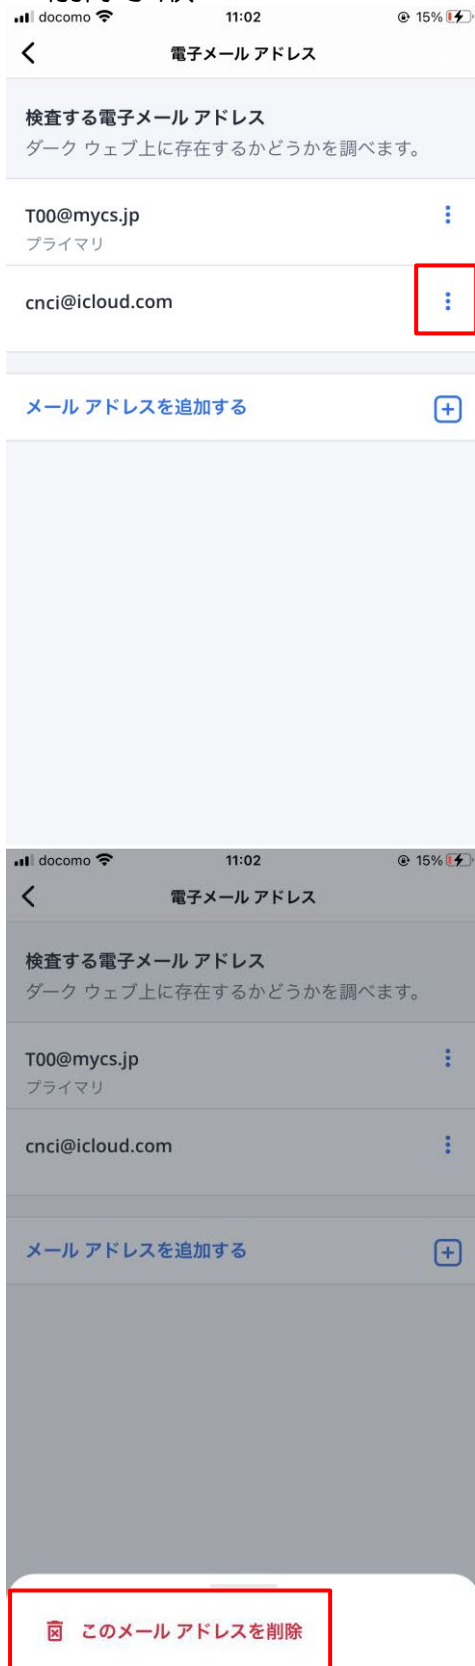 docomo 11:02 15%
電子メール アドレス
検査する電子メール アドレス
ダーク ウェブ上に存在するかどうかを調べます。
T00@mycs.jp
プライマリ
cnci@icloud.com
メール アドレスを追加する
docomo 11:02 15%
電子メール アドレス
検査する電子メール アドレス
ダーク ウェブ上に存在するかどうかを調べます。
T00@mycs.jp
プライマリ
cnci@icloud.com
メール アドレスを追加する
このメール アドレスを削除